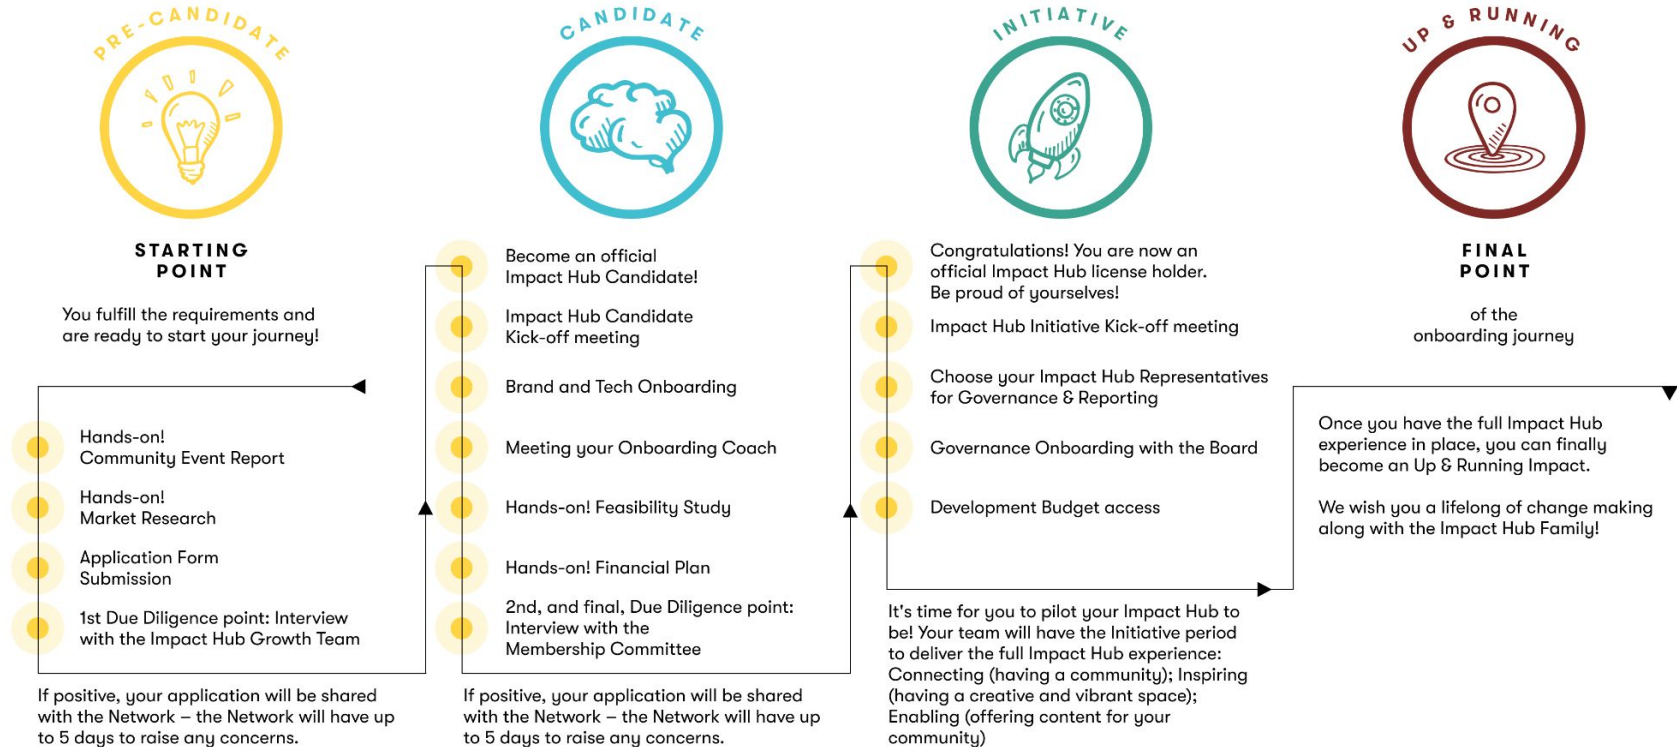 PRE-CANDIDATE
STARTING
POINT
You fulfill the requirements and
are ready to start your journey!
Hands-on!
Community Event Report
Hands-on!
Market Research
Application Form
Submission
1st Due Diligence point: Interview
with the Impact Hub Growth Team
If positive, your application will be shared
with the Network – the Network will have up
to 5 days to raise any concerns.
CANDIDATE
Become an official
Impact Hub Candidate!
Impact Hub Candidate
Kick-off meeting
Brand and Tech Onboarding
Meeting your Onboarding Coach
Hands-on! Feasibility Study
Hands-on! Financial Plan
2nd, and final, Due Diligence point:
Interview with the
Membership Committee
If positive, your application will be shared
with the Network – the Network will have up
to 5 days to raise any concerns.
INITIATIVE
Congratulations! You are now an
official Impact Hub license holder.
Be proud of yourselves!
Impact Hub Initiative Kick-off meeting
Choose your Impact Hub Representatives
for Governance & Reporting
Governance Onboarding with the Board
Development Budget access
It's time for you to pilot your Impact Hub to
be! Your team will have the Initiative period
to deliver the full Impact Hub experience:
Connecting (having a community); Inspiring
(having a creative and vibrant space);
Enabling (offering content for your
community)
UP & RUNNING
FINAL
POINT
of the
onboarding journey
Once you have the full Impact Hub
experience in place, you can finally
become an Up & Running Impact.
We wish you a lifelong of change making
along with the Impact Hub Family!